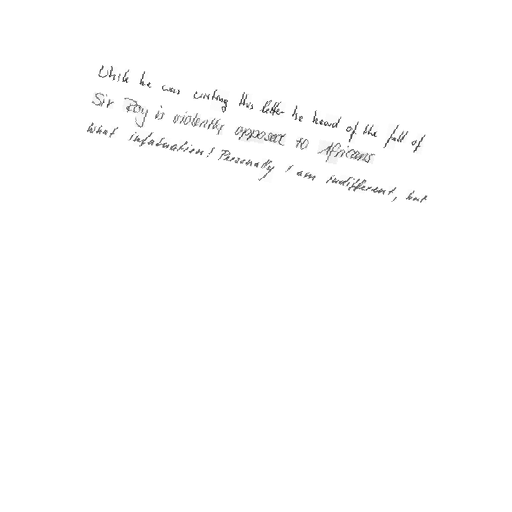 While he was writing this letter he heard of the fall of
Sir Roy is violently opposed to Africans
What infatuation! Personally I am indifferent, but